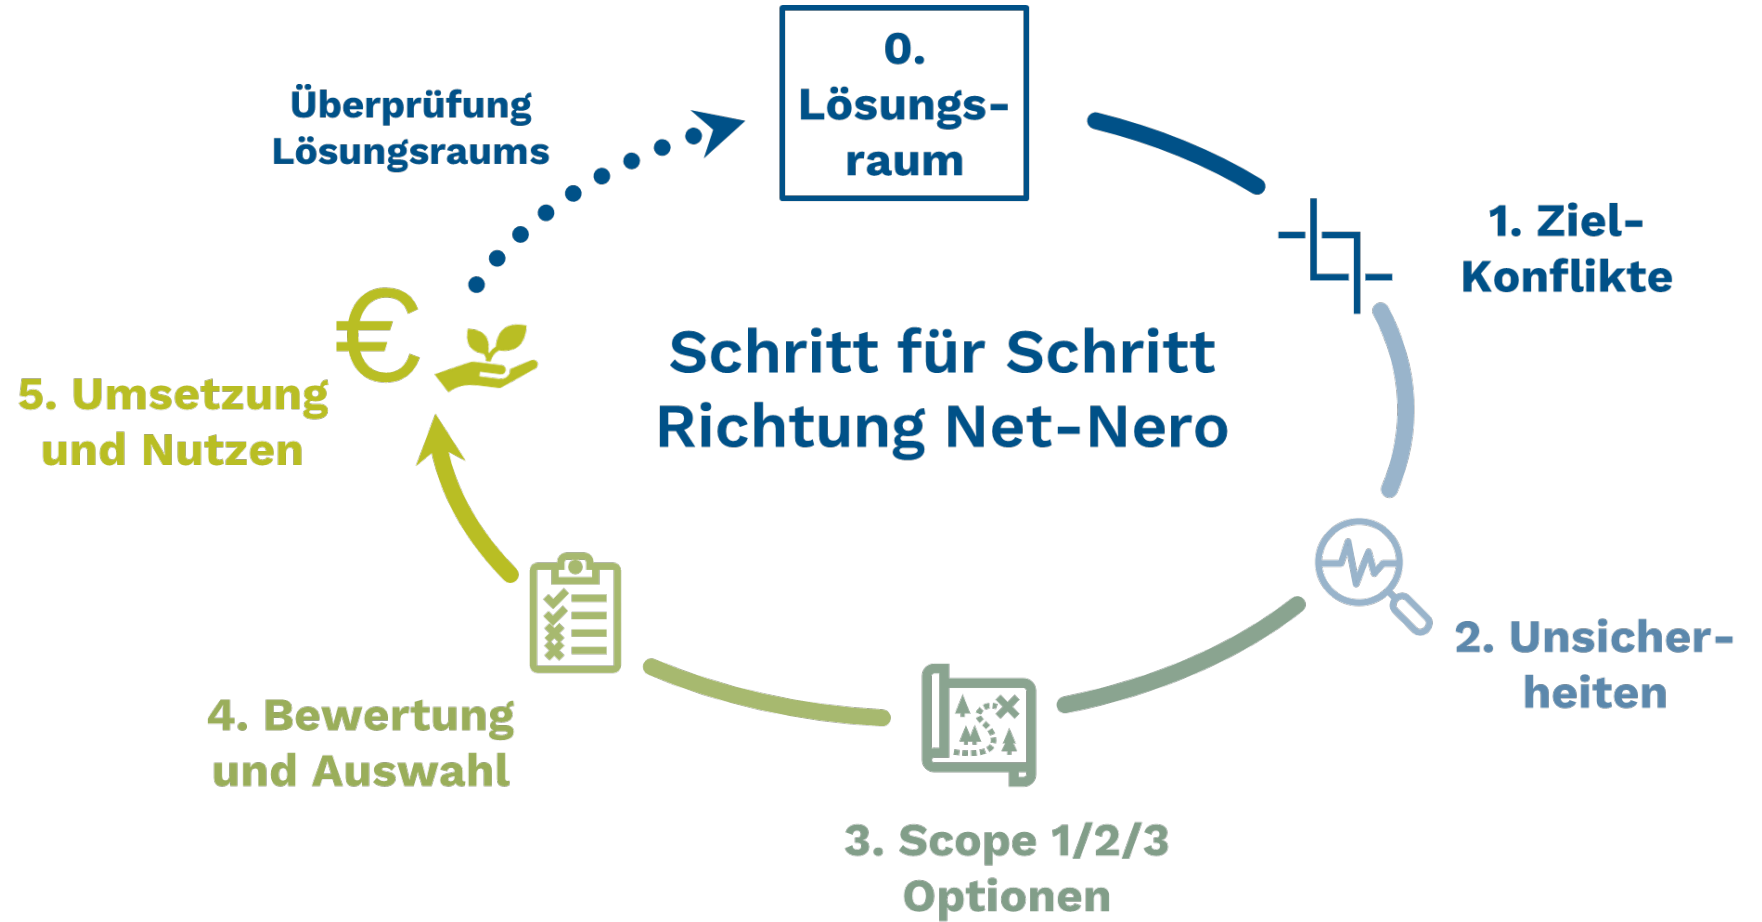 0.
Lösungs-
raum
Überprüfung
Lösungsraums
1. Ziel-
Konflikte
Schritt für Schritt
Richtung Net-Nero
5. Umsetzung
und Nutzen
2. Unsicher-
heiten
4. Bewertung
und Auswahl
3. Scope 1/2/3
Optionen